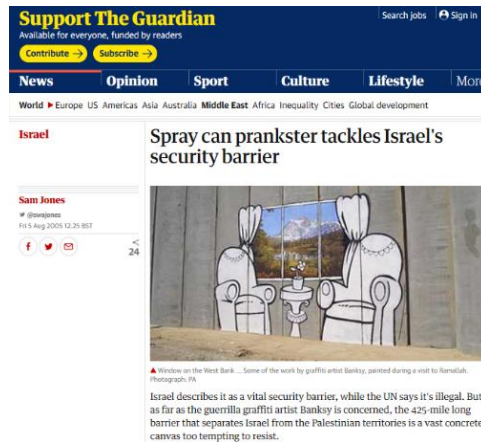 Support The Guardian
Available for everyone, funded by readers
Contribute →
Subscribe →
Search jobs
Sign in
News
Opinion
Sport
Culture
Lifestyle
World
Europe
US
Americas
Asia
Australia
Middle East
Africa
Inequality
Cities
Global development
Israel
Spray can prankster tackles Israel's
security barrier
Sam Jones
@swajones
Fri 5 Aug 2005 12.25 BST
24
Window on the West Bank ... Some of the work by graffiti artist Banksy, painted during a visit to Ramallah.
Photograph: PA
Israel describes it as a vital security barrier, while the UN says it's illegal. But
as far as the guerrilla graffiti artist Banksy is concerned, the 425-mile long
barrier that separates Israel from the Palestinian territories is a vast concrete
canvas too tempting to resist.